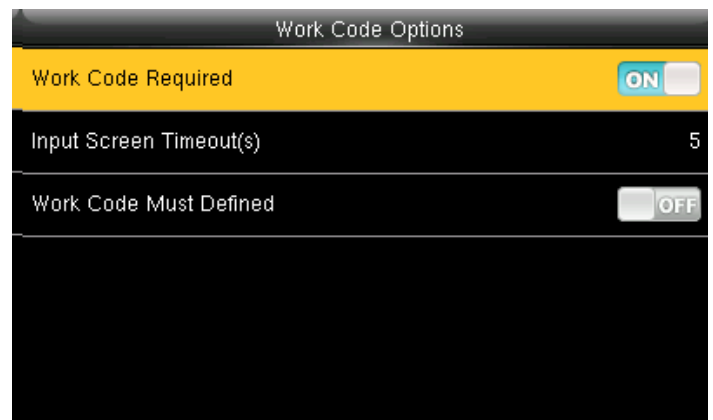 Work Code Options
Work Code Required ON
Input Screen Timeout(s) 5
Work Code Must Defined OFF